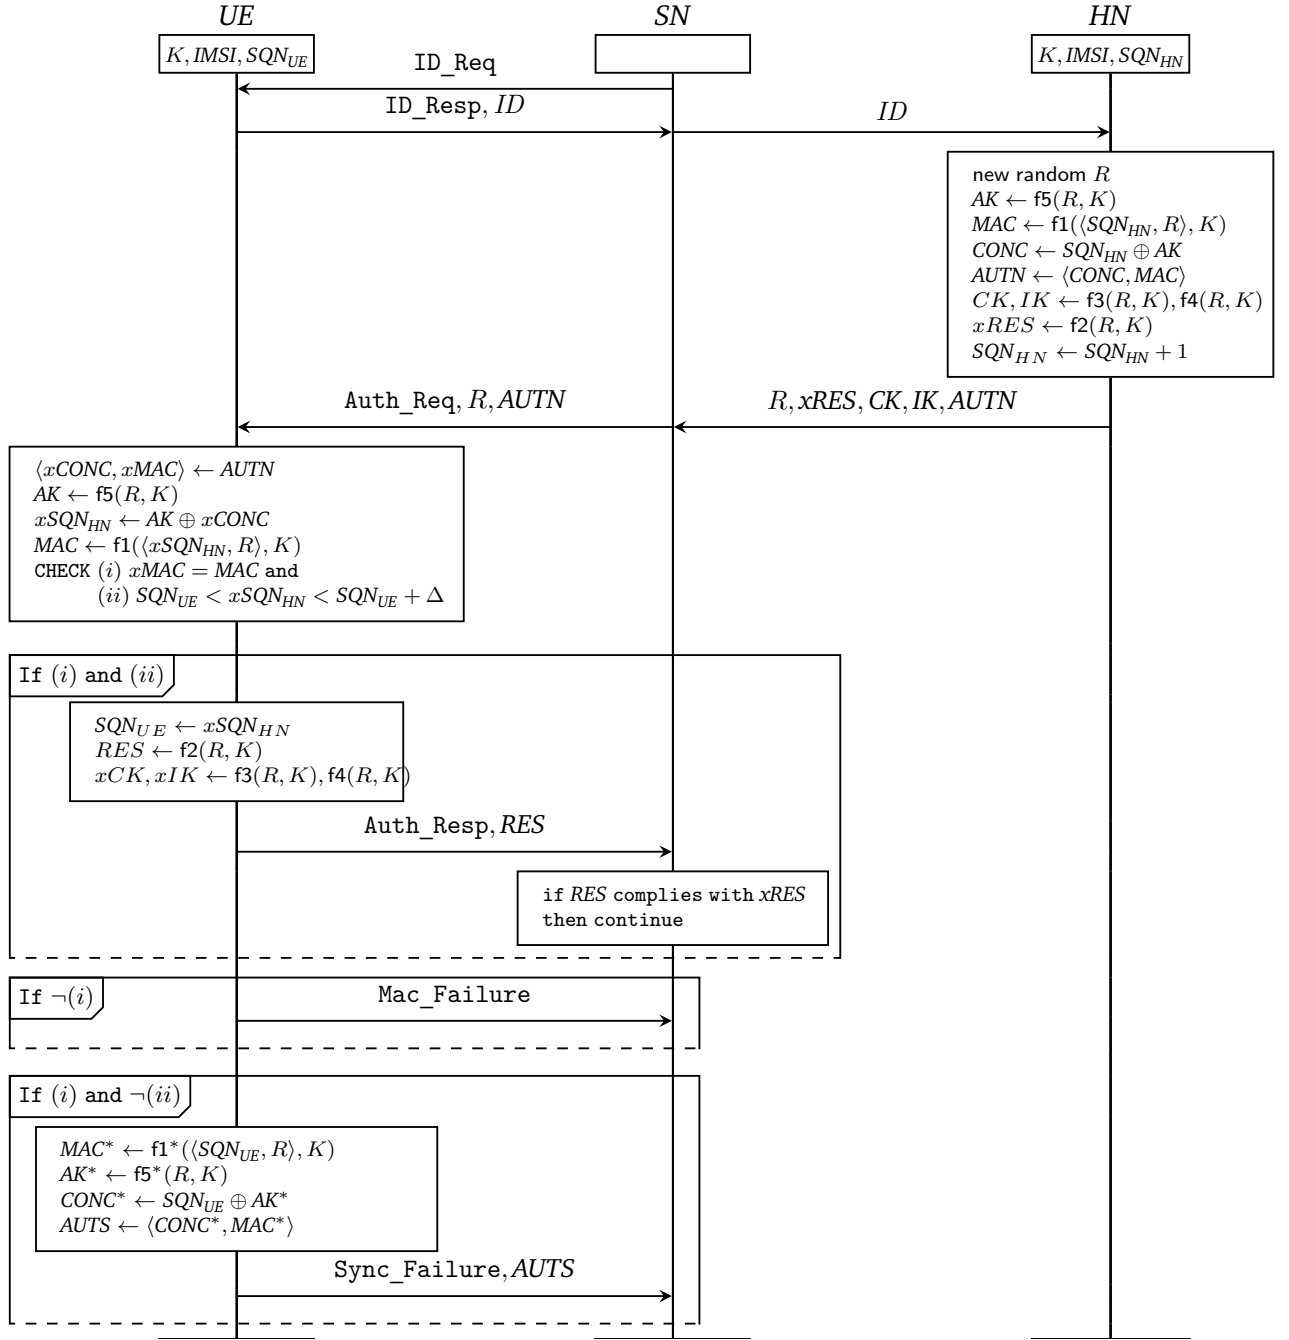 UE SN HN
K, IMSI, SQN_UE K, IMSI, SQN_HN
ID_Req
ID_Resp, ID ID
new random R
AK ← f5(R, K)
MAC ← f1(⟨SQN_HN, R⟩, K)
CONC ← SQN_HN ⊕ AK
AUTN ← ⟨CONC, MAC⟩
CK, IK ← f3(R, K), f4(R, K)
xRES ← f2(R, K)
SQN_HN ← SQN_HN + 1
Auth_Req, R, AUTN R, xRES, CK, IK, AUTN
⟨xCONC, xMAC⟩ ← AUTN
AK ← f5(R, K)
xSQN_HN ← AK ⊕ xCONC
MAC ← f1(⟨xSQN_HN, R⟩, K)
CHECK (i) xMAC = MAC and
(ii) SQN_UE < xSQN_HN < SQN_UE + Δ
If (i) and (ii)
SQN_UE ← xSQN_HN
RES ← f2(R, K)
xCK, xIK ← f3(R, K), f4(R, K)
Auth_Resp, RES
if RES complies with xRES
then continue
If ¬(i) Mac_Failure
If (i) and ¬(ii)
MAC* ← f1*(⟨SQN_UE, R⟩, K)
AK* ← f5*(R, K)
CONC* ← SQN_UE ⊕ AK*
AUTS ← ⟨CONC*, MAC*⟩
Sync_Failure, AUTS